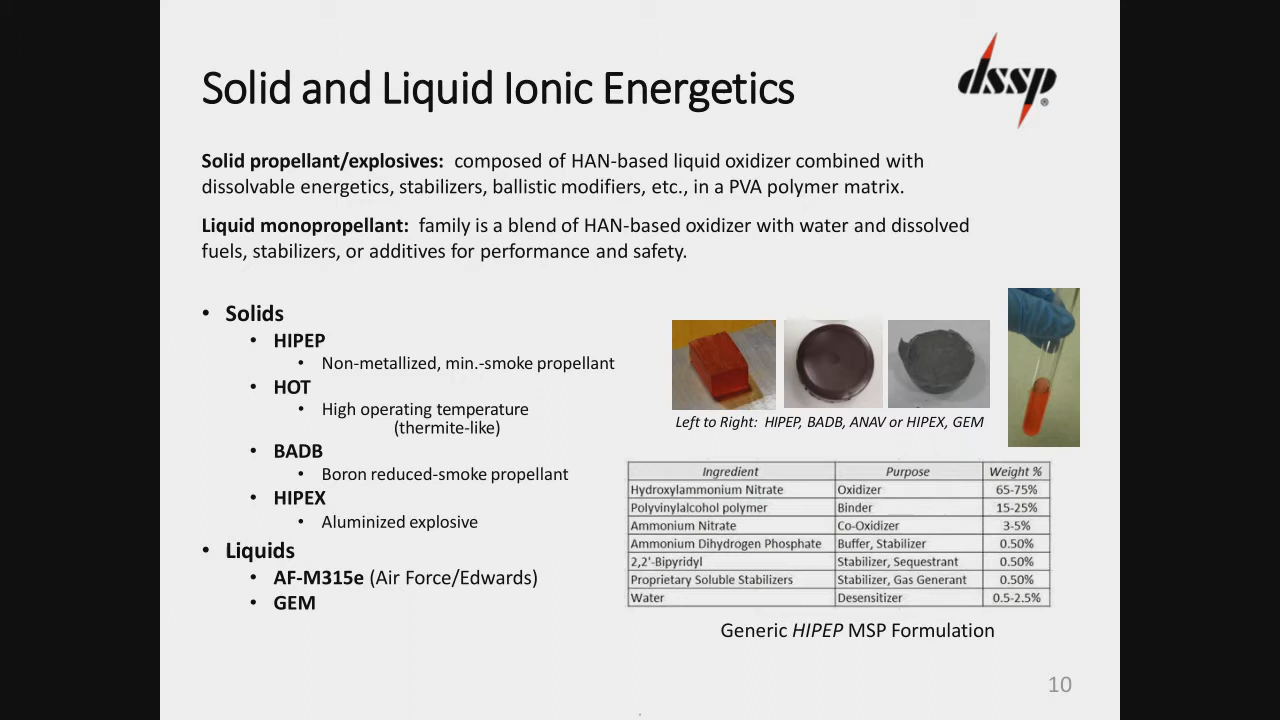 Solid and Liquid Ionic Energetics
dssp®
Solid propellant/explosives: composed of HAN-based liquid oxidizer combined with
dissolvable energetics, stabilizers, ballistic modifiers, etc., in a PVA polymer matrix.
Liquid monopropellant: family is a blend of HAN-based oxidizer with water and dissolved
fuels, stabilizers, or additives for performance and safety.
• Solids
• HIPEP
• Non-metallized, min.-smoke propellant
• HOT
• High operating temperature
(thermite-like)
• BADB
• Boron reduced-smoke propellant
• HIPEX
• Aluminized explosive
• Liquids
• AF-M315e (Air Force/Edwards)
• GEM
Left to Right: HIPEP, BADB, ANAV or HIPEX, GEM
Ingredient Purpose Weight %
Hydroxylammonium Nitrate Oxidizer 65-75%
Polyvinylalcohol polymer Binder 15-25%
Ammonium Nitrate Co-Oxidizer 3-5%
Ammonium Dihydrogen Phosphate Buffer, Stabilizer 0.50%
2,2'-Bipyridyl Stabilizer, Sequestrant 0.50%
Proprietary Soluble Stabilizers Stabilizer, Gas Generant 0.50%
Water Desensitizer 0.5-2.5%
Generic HIPEP MSP Formulation
10